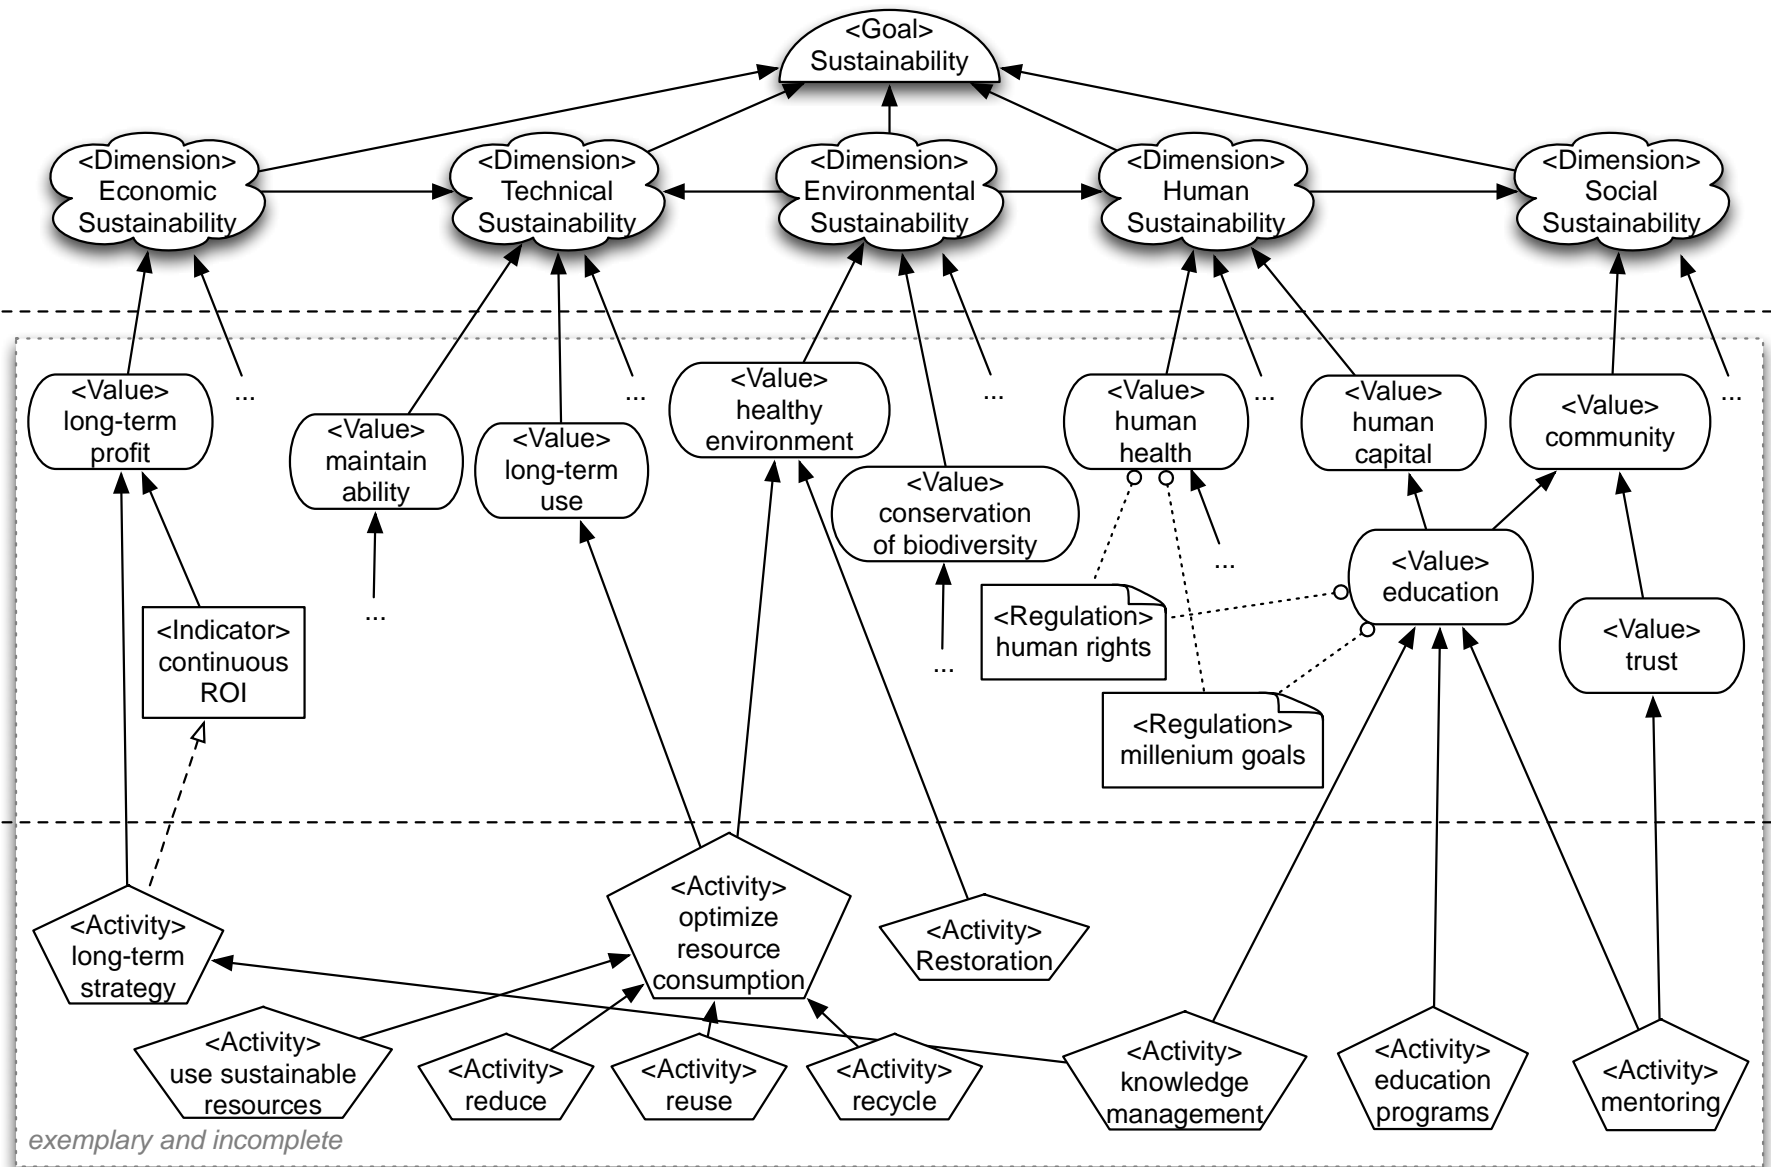 <Goal>
Sustainability
<Dimension>
Economic
Sustainability
<Dimension>
Technical
Sustainability
<Dimension>
Environmental
Sustainability
<Dimension>
Human
Sustainability
<Dimension>
Social
Sustainability
<Value>
long-term
profit
...
<Value>
maintain
ability
...
<Value>
long-term
use
...
<Value>
healthy
environment
...
<Value>
conservation
of biodiversity
...
<Value>
human
health
...
...
<Value>
human
capital
<Value>
community
...
<Value>
education
<Value>
trust
<Indicator>
continuous
ROI
<Regulation>
human rights
<Regulation>
millenium goals
<Activity>
long-term
strategy
<Activity>
optimize
resource
consumption
<Activity>
Restoration
<Activity>
use sustainable
resources
<Activity>
reduce
<Activity>
reuse
<Activity>
recycle
<Activity>
knowledge
management
<Activity>
education
programs
<Activity>
mentoring
exemplary and incomplete